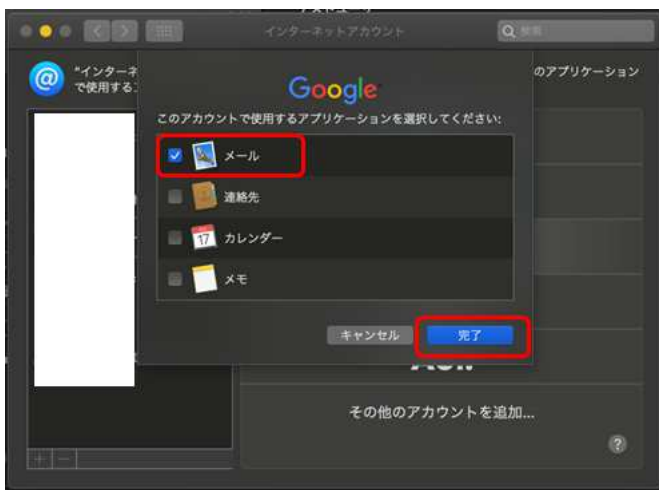 インターネットアカウント
検索
"インターネ
で使用する
のアプリケーション
Google
このアカウントで使用するアプリケーションを選択してください:
メール
連絡先
17
カレンダー
メモ
キャンセル
完了
その他のアカウントを追加...
?